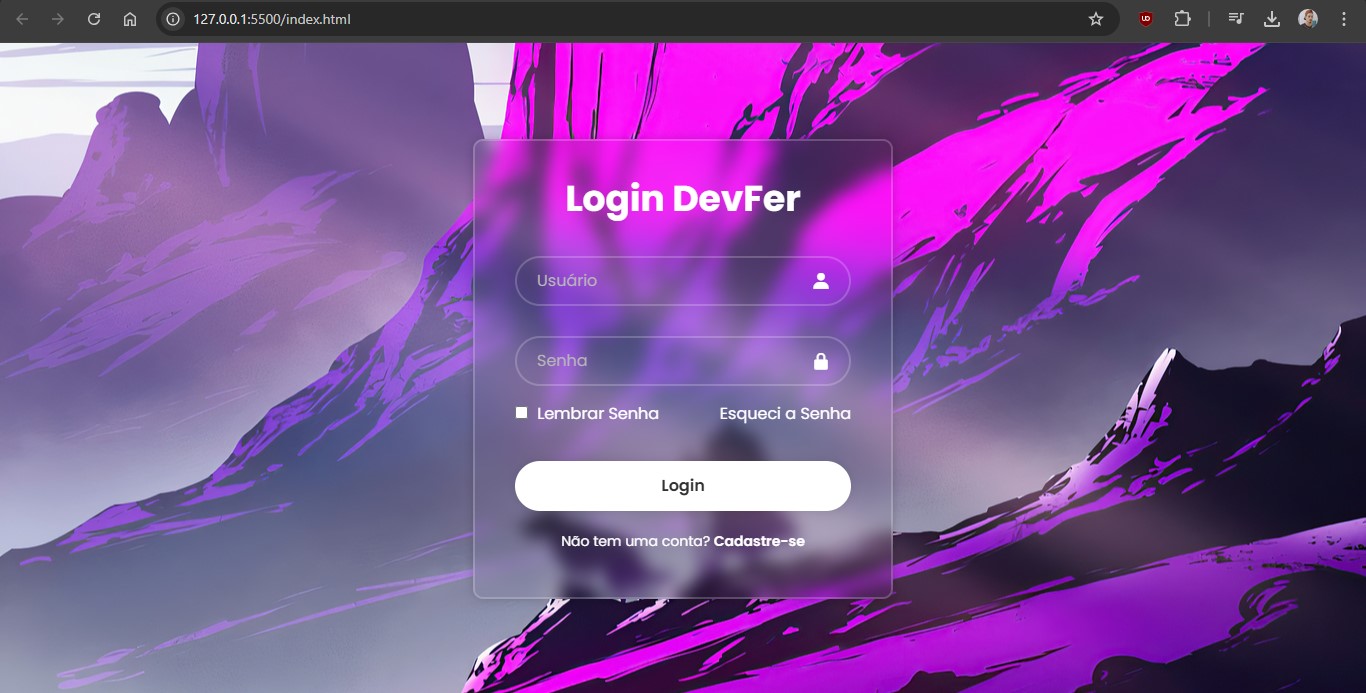 127.0.0.1:5500/index.html
Login DevFer
Usuário
Senha
Lembrar Senha Esqueci a Senha
Login
Não tem uma conta? Cadastre-se